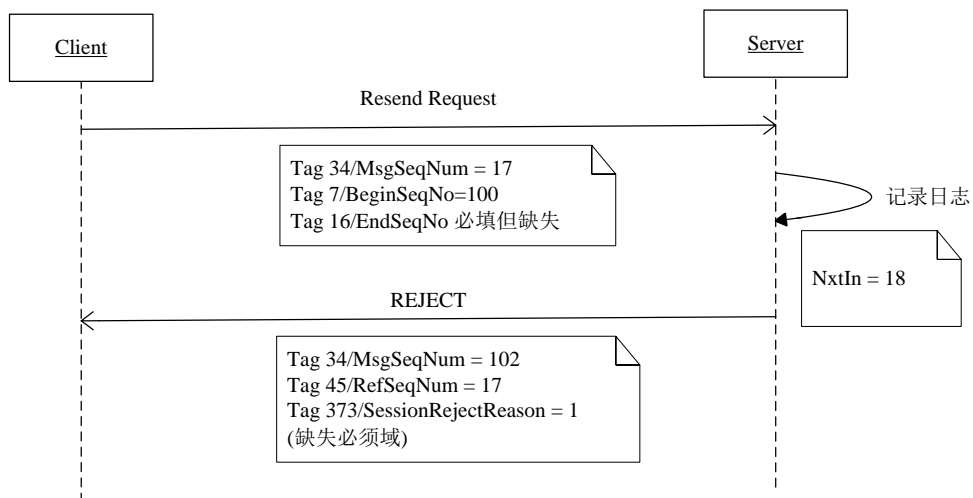 Client
Server
Resend Request
Tag 34/MsgSeqNum = 17
Tag 7/BeginSeqNo=100
Tag 16/EndSeqNo 必填但缺失
记录日志
NxtIn = 18
REJECT
Tag 34/MsgSeqNum = 102
Tag 45/RefSeqNum = 17
Tag 373/SessionRejectReason = 1
(缺失必须域)